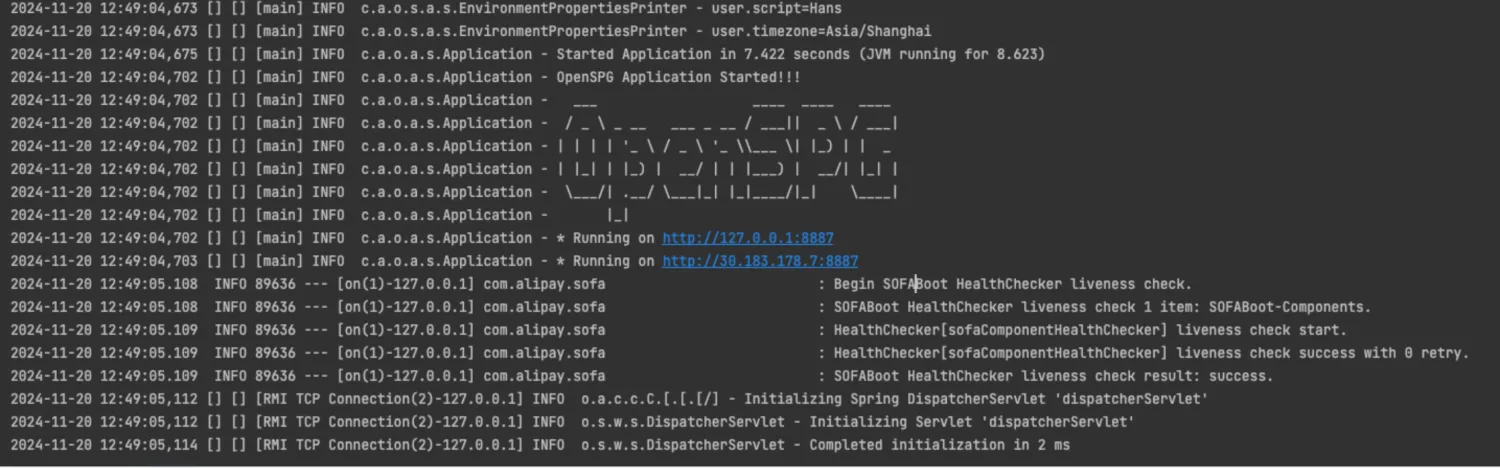 2024-11-20 12:49:04,673 [] [] [main] INFO  c.a.o.s.a.s.EnvironmentPropertiesPrinter - user.script=Hans
2024-11-20 12:49:04,673 [] [] [main] INFO  c.a.o.s.a.s.EnvironmentPropertiesPrinter - user.timezone=Asia/Shanghai
2024-11-20 12:49:04,675 [] [] [main] INFO  c.a.o.a.s.Application - Started Application in 7.422 seconds (JVM running for 8.623)
2024-11-20 12:49:04,702 [] [] [main] INFO  c.a.o.a.s.Application - OpenSPG Application Started!!!
2024-11-20 12:49:04,702 [] [] [main] INFO  c.a.o.a.s.Application -   ___                   ____  ____   ____
2024-11-20 12:49:04,702 [] [] [main] INFO  c.a.o.a.s.Application -  / _ \ _ __   ___ _ __ / ___||  _ \ / ___|
2024-11-20 12:49:04,702 [] [] [main] INFO  c.a.o.a.s.Application - | | | | '_ \ / _ \ '_ \\___ \| |_) | |  _
2024-11-20 12:49:04,702 [] [] [main] INFO  c.a.o.a.s.Application - | |_| | |_) |  __/ | | |___) |  __/| |_| |
2024-11-20 12:49:04,702 [] [] [main] INFO  c.a.o.a.s.Application -  \___/| .__/ \___|_| |_|____/|_|    \____|
2024-11-20 12:49:04,702 [] [] [main] INFO  c.a.o.a.s.Application -       |_|
2024-11-20 12:49:04,702 [] [] [main] INFO  c.a.o.a.s.Application - * Running on http://127.0.0.1:8887
2024-11-20 12:49:04,703 [] [] [main] INFO  c.a.o.a.s.Application - * Running on http://30.183.178.7:8887
2024-11-20 12:49:05.108  INFO 89636 --- [on(1)-127.0.0.1] com.alipay.sofa                          : Begin SOFABoot HealthChecker liveness check.
2024-11-20 12:49:05.108  INFO 89636 --- [on(1)-127.0.0.1] com.alipay.sofa                          : SOFABoot HealthChecker liveness check 1 item: SOFABoot-Components.
2024-11-20 12:49:05.109  INFO 89636 --- [on(1)-127.0.0.1] com.alipay.sofa                          : HealthChecker[sofaComponentHealthChecker] liveness check start.
2024-11-20 12:49:05.109  INFO 89636 --- [on(1)-127.0.0.1] com.alipay.sofa                          : HealthChecker[sofaComponentHealthChecker] liveness check success with 0 retry.
2024-11-20 12:49:05.109  INFO 89636 --- [on(1)-127.0.0.1] com.alipay.sofa                          : SOFABoot HealthChecker liveness check result: success.
2024-11-20 12:49:05,112 [] [] [RMI TCP Connection(2)-127.0.0.1] INFO  o.a.c.c.C.[.[.[/] - Initializing Spring DispatcherServlet 'dispatcherServlet'
2024-11-20 12:49:05,112 [] [] [RMI TCP Connection(2)-127.0.0.1] INFO  o.s.w.s.DispatcherServlet - Initializing Servlet 'dispatcherServlet'
2024-11-20 12:49:05,114 [] [] [RMI TCP Connection(2)-127.0.0.1] INFO  o.s.w.s.DispatcherServlet - Completed initialization in 2 ms